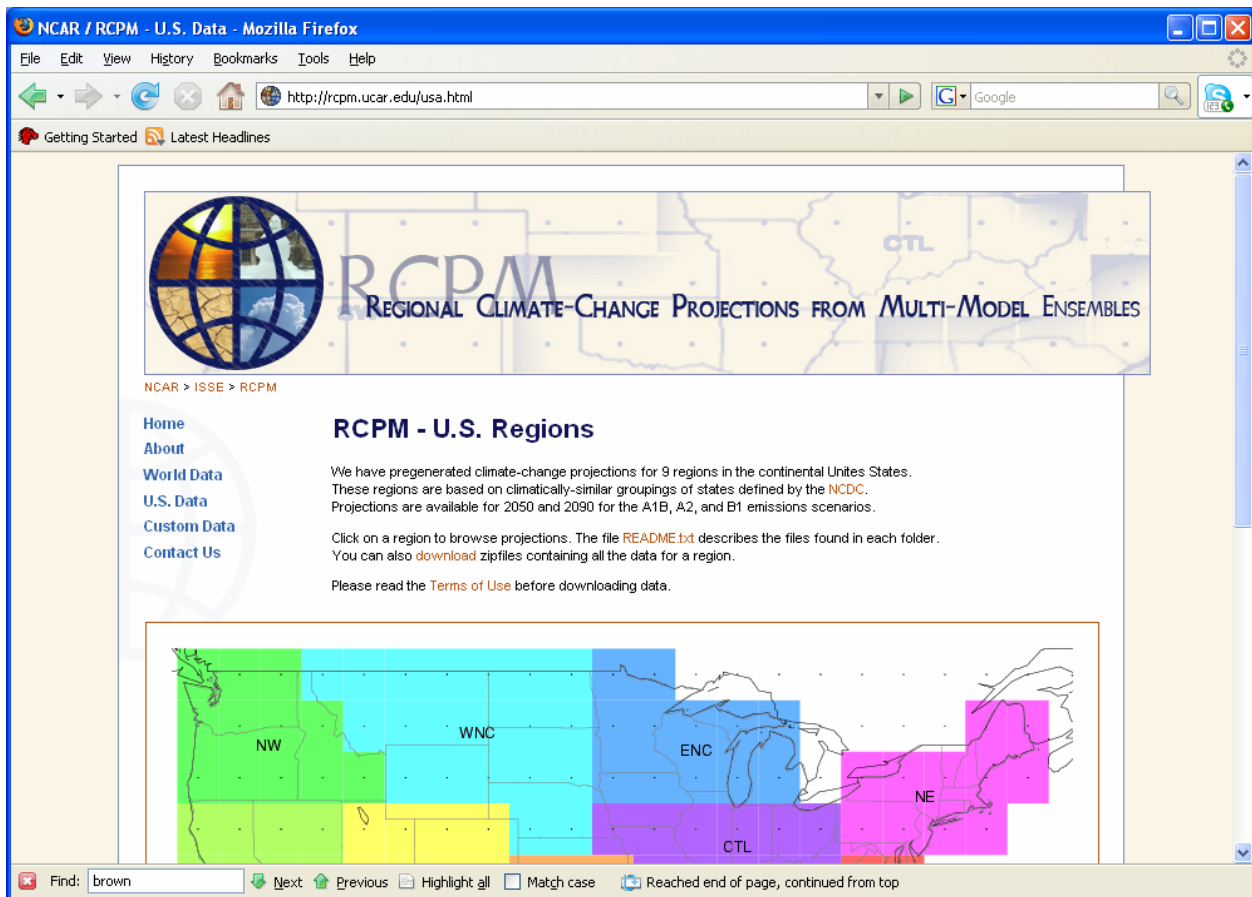 NCAR / RCPM - U.S. Data - Mozilla Firefox
File Edit View History Bookmarks Tools Help
http://rcpm.ucar.edu/usa.html
G
Google
123
Getting Started Latest Headlines
CTL
RCPM
SW
REGIONAL CLIMATE-CHANGE PROJECTIONS FROM MULTI-MODEL ENSEMBLES
NCAR > ISSE > RCPM
Home
About
World Data
U.S. Data
Custom Data
Contact Us
RCPM - U.S. Regions
We have pregenerated climate-change projections for 9 regions in the continental Unites States.
These regions are based on climatically-similar groupings of states defined by the NCDC.
Projections are available for 2050 and 2090 for the A1B, A2, and B1 emissions scenarios.
Click on a region to browse projections. The file README.txt describes the files found in each folder.
You can also download zipfiles containing all the data for a region.
Please read the Terms of Use before downloading data.
NW
WNC
ENC
NE
CTL
Find: brown Next Previous Highlight all Match case Reached end of page, continued from top